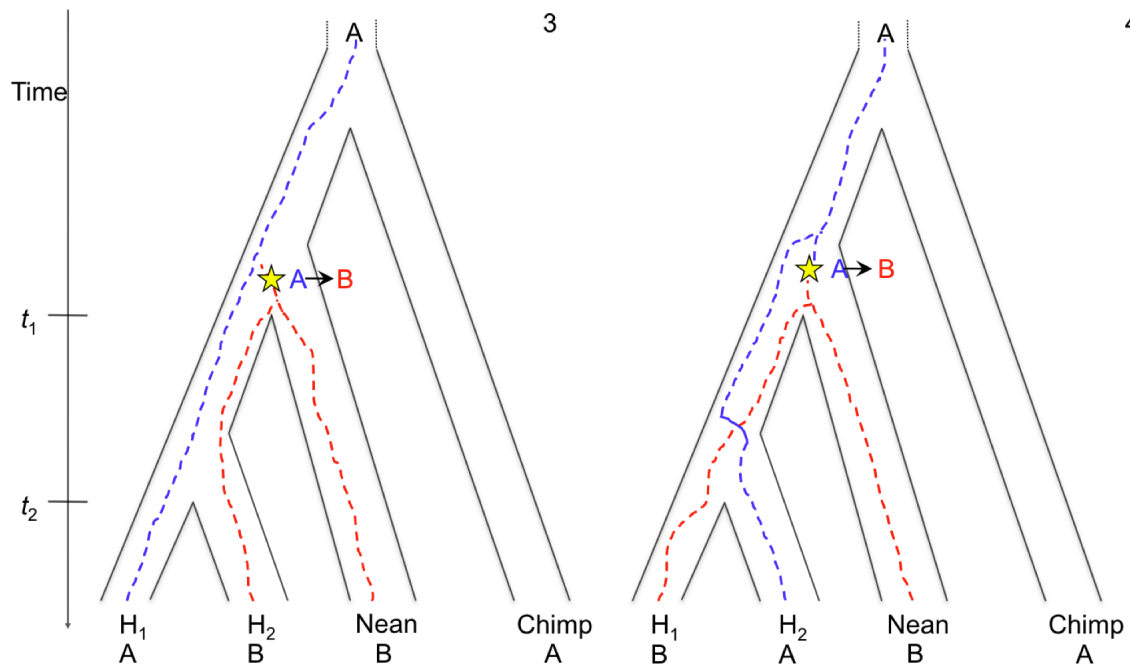 A 3 A 4
Time
A→B A→B
t1
t2
H1 H2 Nean Chimp H1 H2 Nean Chimp
A B B A B A B A